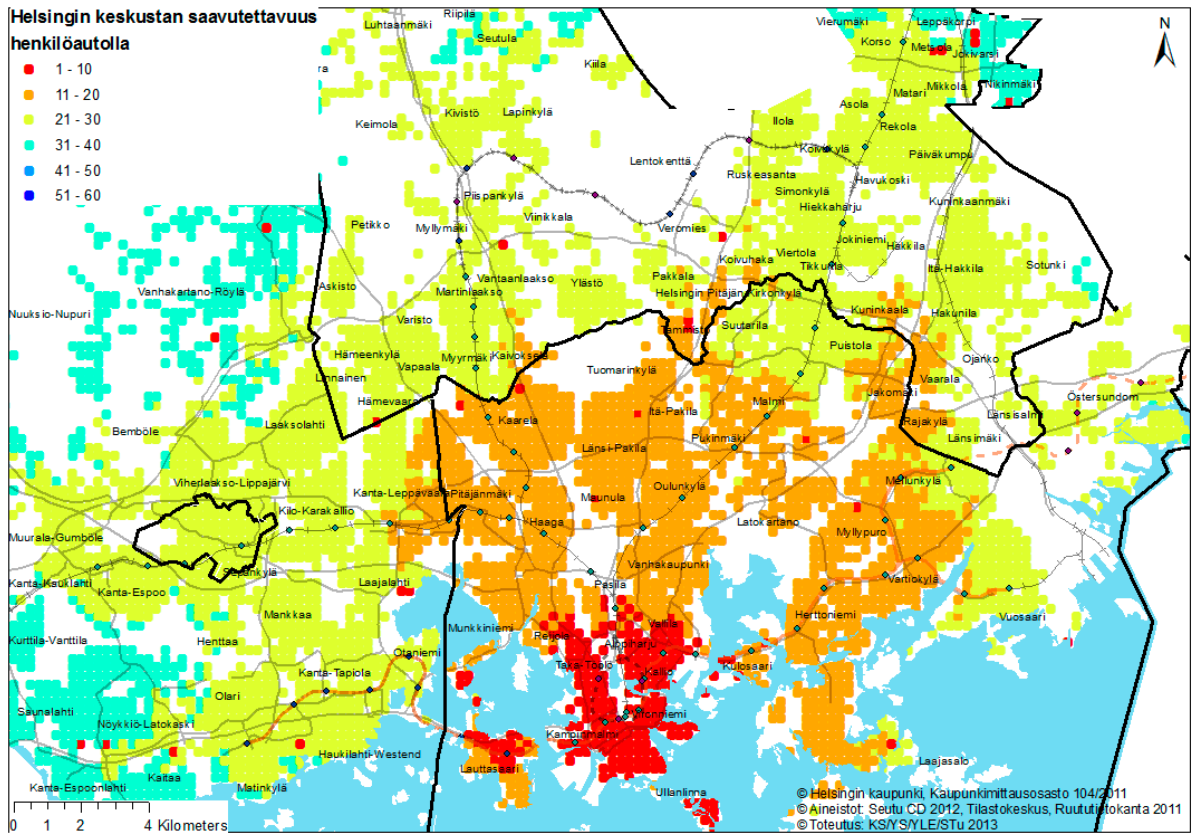 Helsingin keskustan saavutettavuus
henkilöautolla
1 - 10
11 - 20
21 - 30
31 - 40
41 - 50
51 - 60
N
Riipilä
Luhtaanmäki
Seutula
Kiila
Vierumäki
Leppäkorpi
Korso
Metsola
Jokivarsi
Mikkola
Nikinmäki
Matari
Kivistö
Lapinkylä
Keimola
Ilola
Asola
Rekola
Koivukylä
Päiväkumpu
Lentokenttä
Ruskeasanta
Havukoski
Simonkylä
Piispankylä
Hiekkaharju
Kuninkaanmäki
Viinikkala
Petikko
Myllymäki
Veromies
Jokiniemi
Hakkila
Koivuhaka
Viertola
Tikkurila
Itä-Hakkila
Sotunki
Vantaanlaakso
Pakkala
Askisto
Martinlaakso
Ylästö
Helsingin Pitäjän Kirkonkylä
Vanhakartano-Röylä
Nuuksio-Nupuri
Varisto
Tammisto
Suutarila
Kuninkaala
Hakunila
Puistola
Hämeenkylä
Myyrmäki
Kaivoksela
Vapaala
Tuomarinkylä
Ojanko
Linnainen
Vaarala
Hämevaara
Malmi
Jakomäki
Östersundom
Itä-Pakila
Laaksolahti
Kaarela
Rajakylä
Länsisalmi
Bemböle
Pukinmäki
Länsimäki
Länsi-Pakila
Viherlaakso-Lippajärvi
Mellunkylä
Kanta-Leppävaara
Pitäjänmäki
Oulunkylä
Kilo-Karakallio
Maunula
Haaga
Latokartano
Myllypuro
Muurala-Gumböle
Vanhakaupunki
Sepänkylä
Pasila
Vartiokylä
Kanta-Kauklahti
Laajalahti
Kanta-Espoo
Mankkaa
Herttoniemi
Vuosaari
Munkkiniemi
Reijola
Vallila
Kurttila-Vanttila
Henttaa
Alppiharju
Otaniemi
Taka-Töölö
Kulosaari
Kanta-Tapiola
Kallio
Olari
Saunalahti
Vironniemi
Nöykkiö-Latokaski
Kampinmalmi
Haukilahti-Westend
Lauttasaari
Laajasalo
Kaitaa
Kanta-Espoonlahti
Matinkylä
Ullanlinna
© Helsingin kaupunki, Kaupunkimittausosasto 104/2011
© Aineistot: Seutu CD 2012, Tilastokeskus, Ruututietokanta 2011
© Toteutus: KS/YS/YLE/STu 2013
0 1 2 4 Kilometers